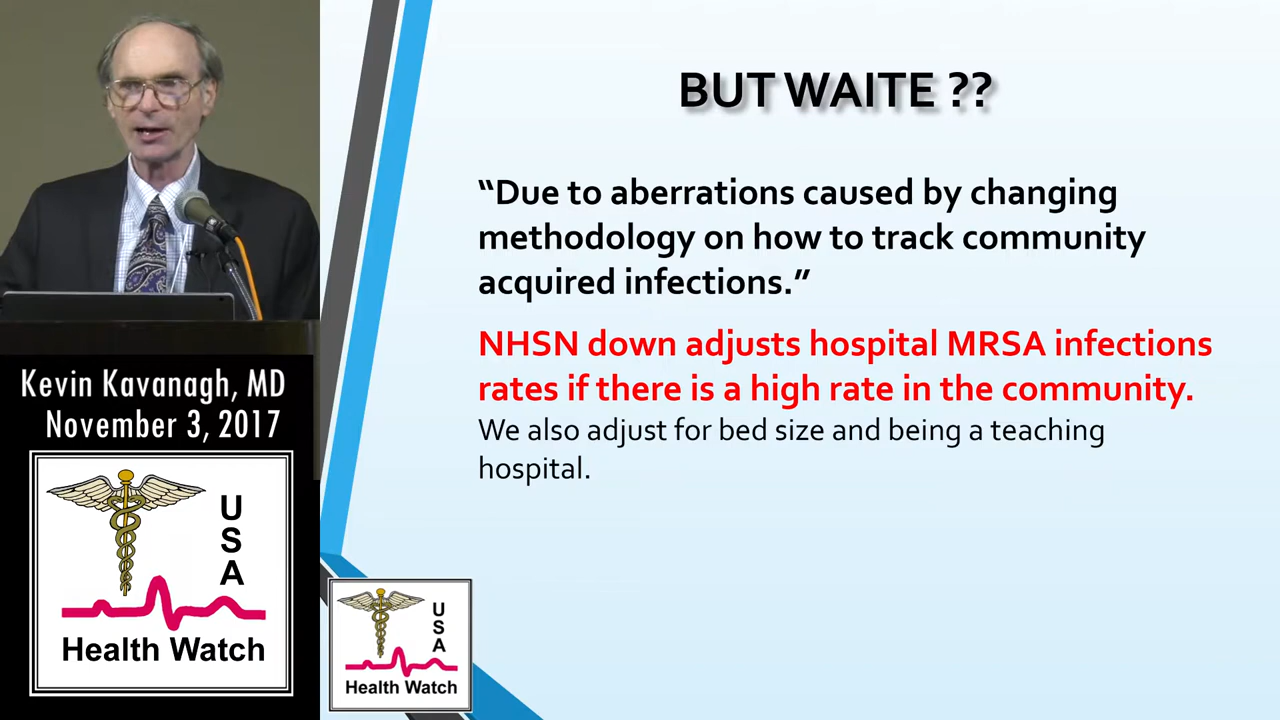 BUT WAITE ??
“Due to aberrations caused by changing
methodology on how to track community
acquired infections.”
NHSN down adjusts hospital MRSA infections
rates if there is a high rate in the community.
We also adjust for bed size and being a teaching
hospital.
Kevin Kavanagh, MD
November 3, 2017
U
S
A
Health Watch
U
S
A
Health Watch